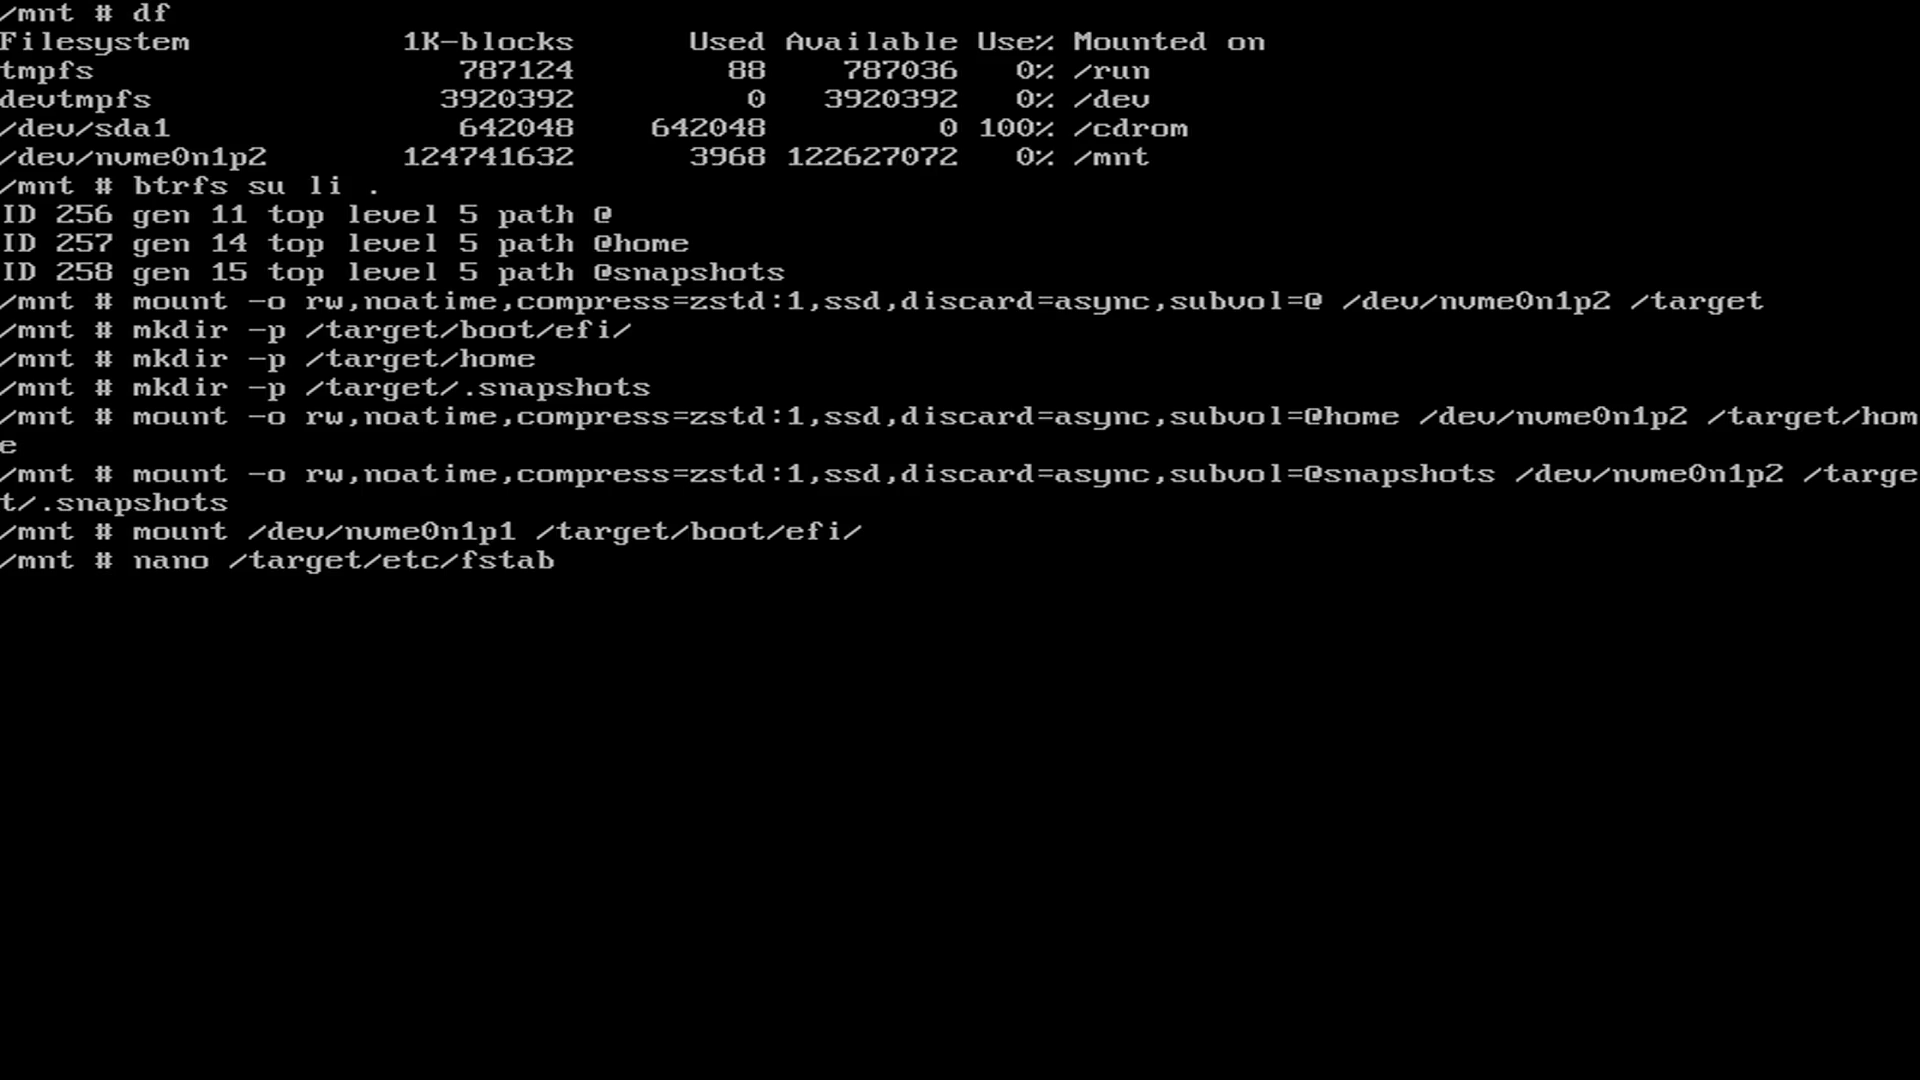 /mnt # df
Filesystem           1K-blocks      Used Available Use% Mounted on
tmpfs                   787124        88    787036   0% /run
devtmpfs               3920392         0   3920392   0% /dev
/dev/sda1               642048    642048         0 100% /cdrom
/dev/nvme0n1p2       124741632      3968 122627072   0% /mnt
/mnt # btrfs su li .
ID 256 gen 11 top level 5 path @
ID 257 gen 14 top level 5 path @home
ID 258 gen 15 top level 5 path @snapshots
/mnt # mount -o rw,noatime,compress=zstd:1,ssd,discard=async,subvol=@ /dev/nvme0n1p2 /target
/mnt # mkdir -p /target/boot/efi/
/mnt # mkdir -p /target/home
/mnt # mkdir -p /target/.snapshots
/mnt # mount -o rw,noatime,compress=zstd:1,ssd,discard=async,subvol=@home /dev/nvme0n1p2 /target/hom
e
/mnt # mount -o rw,noatime,compress=zstd:1,ssd,discard=async,subvol=@snapshots /dev/nvme0n1p2 /targe
t/.snapshots
/mnt # mount /dev/nvme0n1p1 /target/boot/efi/
/mnt # nano /target/etc/fstab